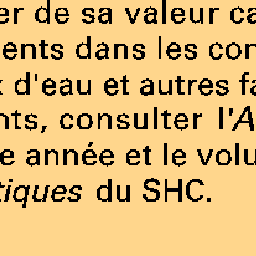 er de sa valeur ca
ents dans les con
x d'eau et autres fa
nts, consulter l'A
e année et le volu
tiques du SHC.